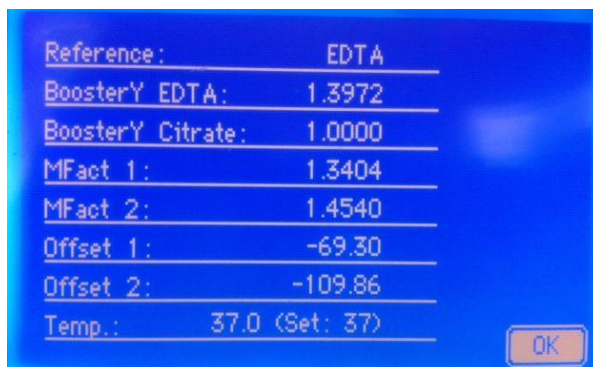 Reference: EDTA
BoosterY EDTA: 1.3972
BoosterY Citrate: 1.0000
MFact 1: 1.3404
MFact 2: 1.4540
Offset 1: -69.30
Offset 2: -109.86
Temp.: 37.0 (Set: 37)
OK